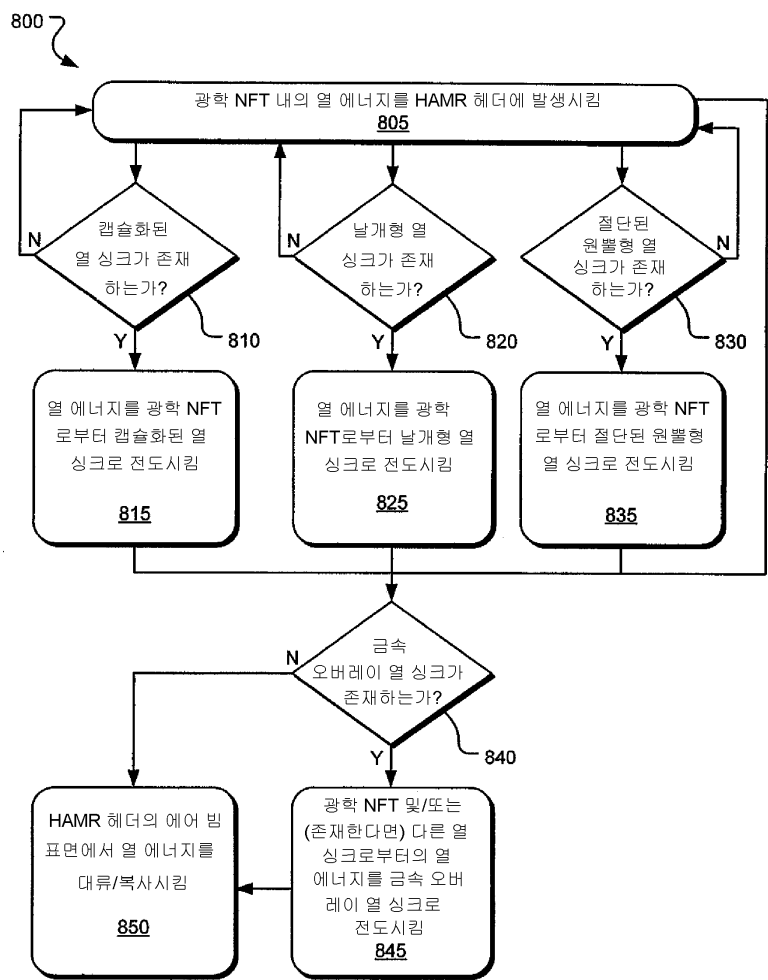 800
광학 NFT 내의 열 에너지를 HAMR 헤더에 발생시킴
805
캡슐화된
열 싱크가 존재
하는가?
N
Y
810
날개형 열
싱크가 존재
하는가?
N
Y
820
절단된
원뿔형 열
싱크가 존재
하는가?
N
Y
830
열 에너지를 광학 NFT
로부터 캡슐화된 열
싱크로 전도시킴
815
열 에너지를 광학
NFT로부터 날개형 열
싱크로 전도시킴
825
열 에너지를 광학 NFT
로부터 절단된 원뿔형
열 싱크로 전도시킴
835
금속
오버레이 열 싱크가
존재하는가?
N
Y
840
HAMR 헤더의 에어 빔
표면에서 열 에너지를
대류/복사시킴
850
광학 NFT 및/또는
(존재한다면) 다른 열
싱크로부터의 열
에너지를 금속 오버
레이 열 싱크로
전도시킴
845